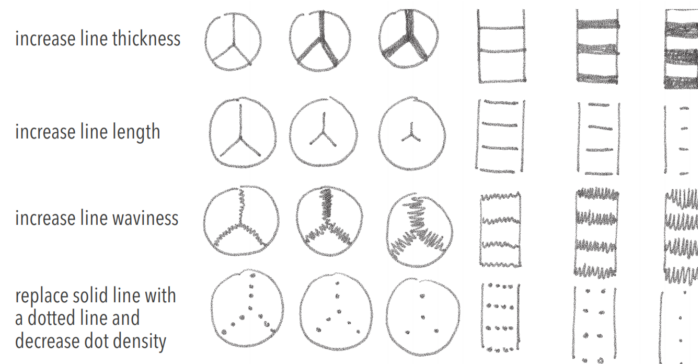 increase line thickness
increase line length
increase line waviness
replace solid line with
a dotted line and
decrease dot density